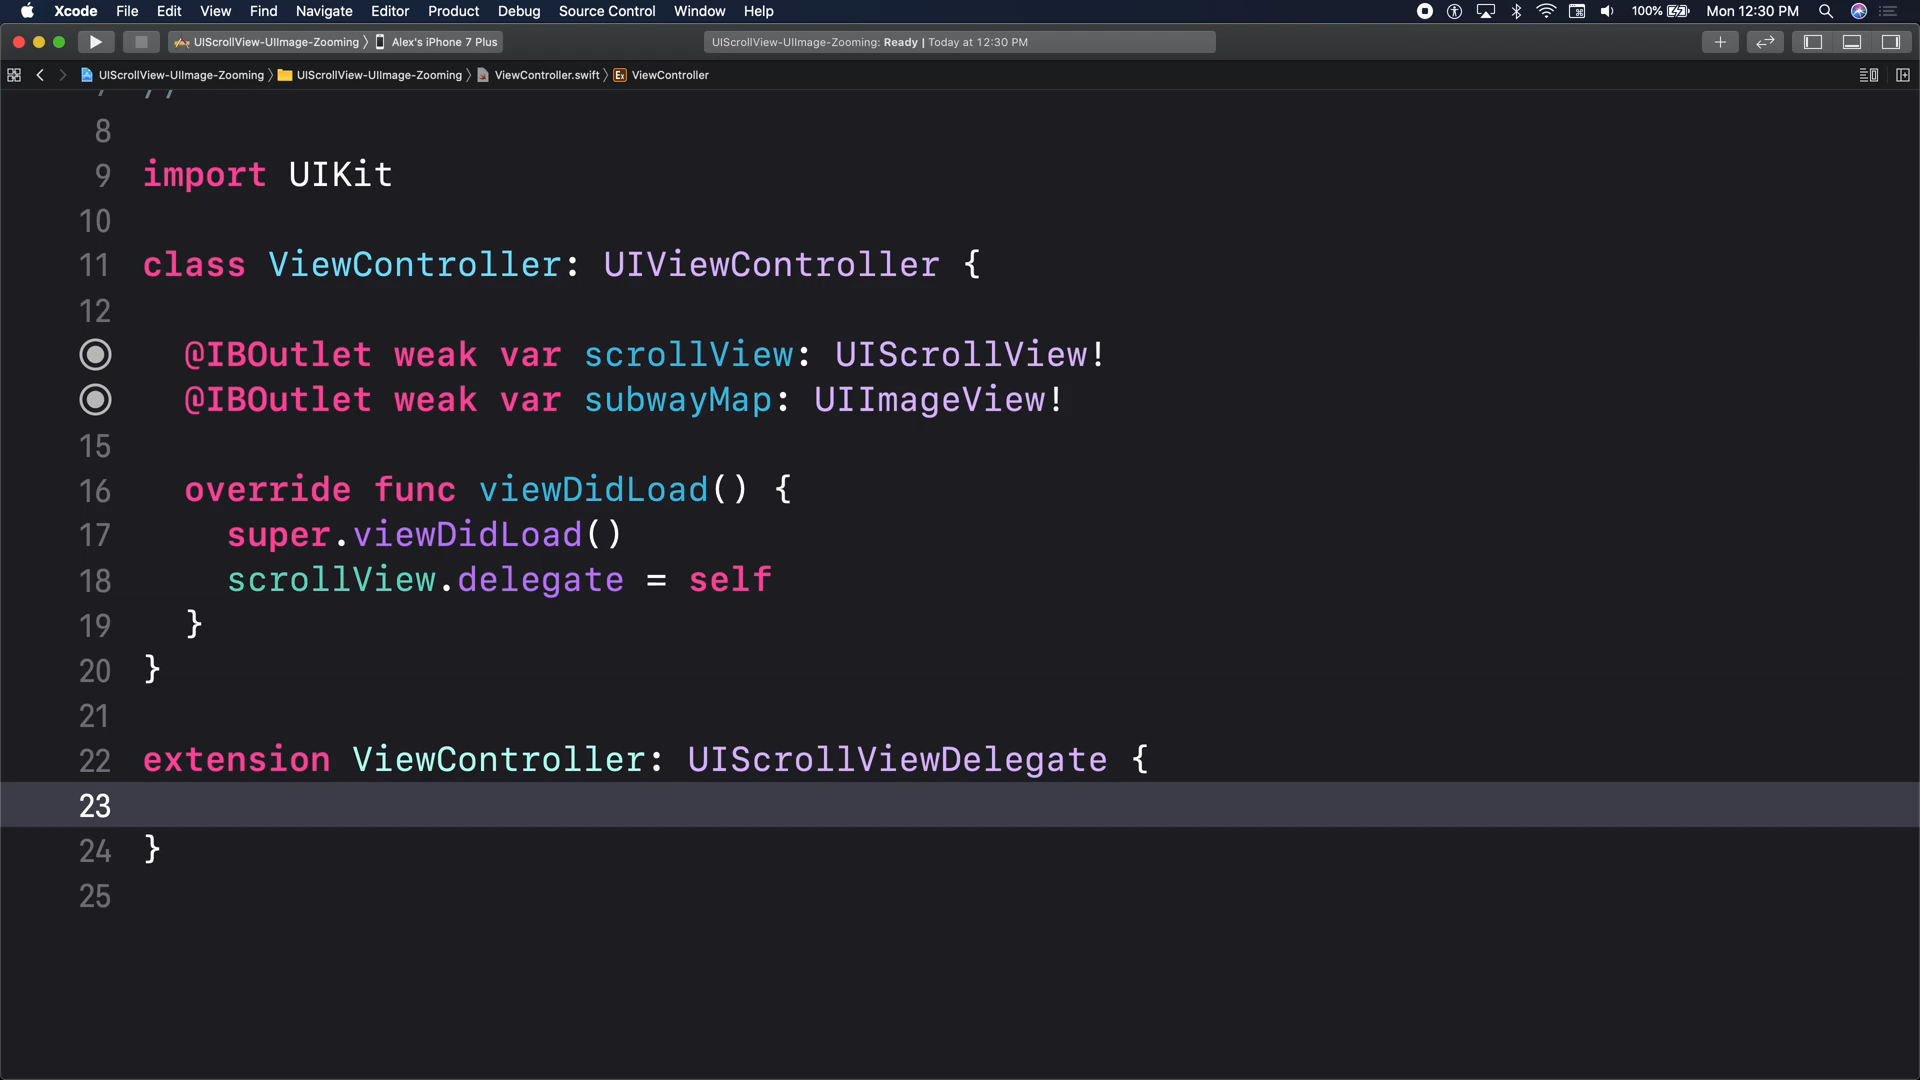 Xcode File Edit View Find Navigate Editor Product Debug Source Control Window Help 100% Mon 12:30 PM
UIScrollView-UIImage-Zooming 〉 Alex's iPhone 7 Plus UIScrollView-UIImage-Zooming: Ready | Today at 12:30 PM
UIScrollView-UIImage-Zooming 〉 UIScrollView-UIImage-Zooming 〉 ViewController.swift 〉 Ex ViewController
7 //
8
9 import UIKit
10
11 class ViewController: UIViewController {
12
@IBOutlet weak var scrollView: UIScrollView!
@IBOutlet weak var subwayMap: UIImageView!
15
16 override func viewDidLoad() {
17 super.viewDidLoad()
18 scrollView.delegate = self
19 }
20 }
21
22 extension ViewController: UIScrollViewDelegate {
23
24 }
25